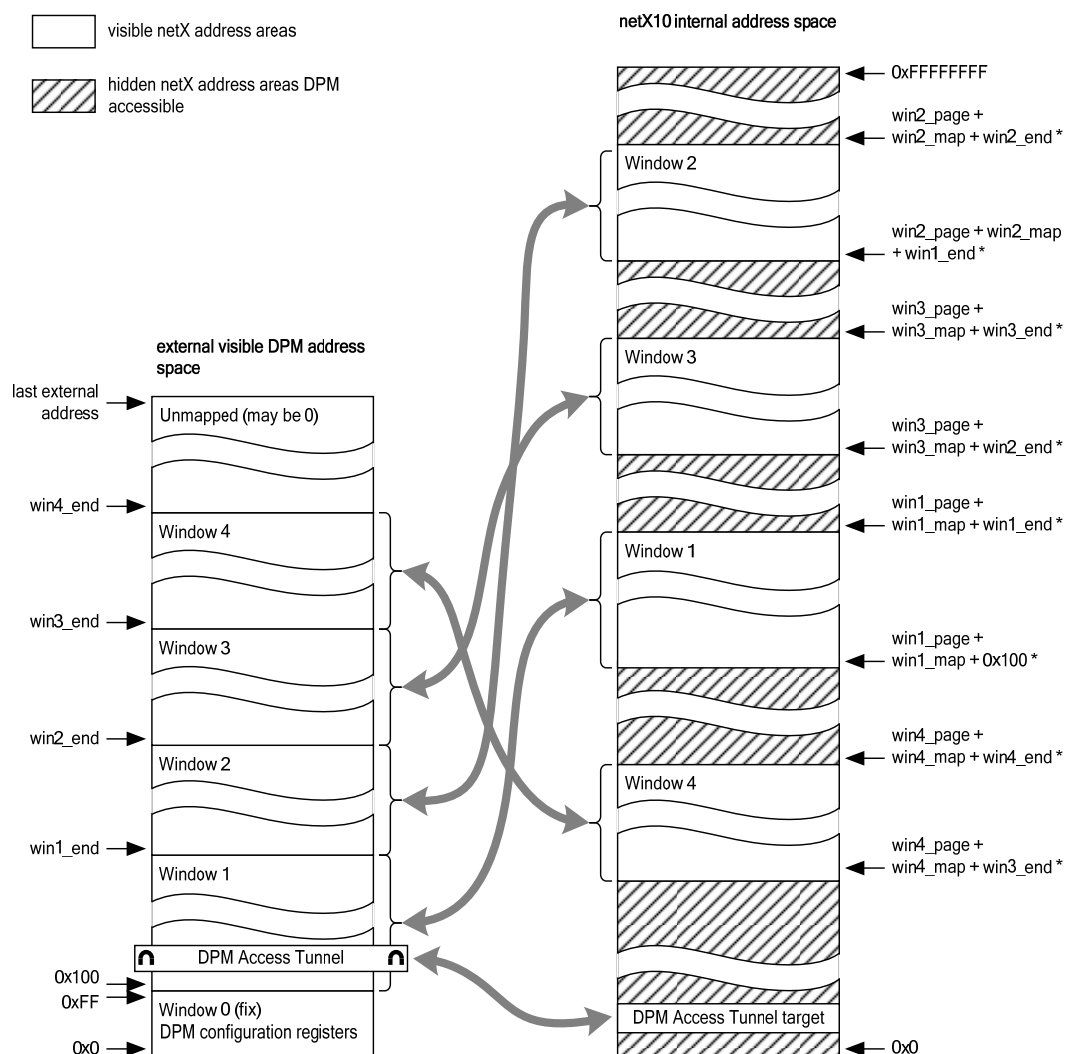 visible netX address areas
hidden netX address areas DPM
accessible
netX10 internal address space
0xFFFFFFFF
win2_page +
win2_map + win2_end *
Window 2
win2_page + win2_map
+ win1_end *
win3_page +
win3_map + win3_end *
Window 3
win3_page +
win3_map + win2_end *
win1_page +
win1_map + win1_end *
Window 1
win1_page +
win1_map + 0x100 *
win4_page +
win4_map + win4_end *
Window 4
win4_page +
win4_map + win3_end *
DPM Access Tunnel target
0x0
external visible DPM address
space
last external
address
Unmapped (may be 0)
win4_end
Window 4
win3_end
Window 3
win2_end
Window 2
win1_end
Window 1
DPM Access Tunnel
0x100
0xFF
Window 0 (fix)
DPM configuration registers
0x0